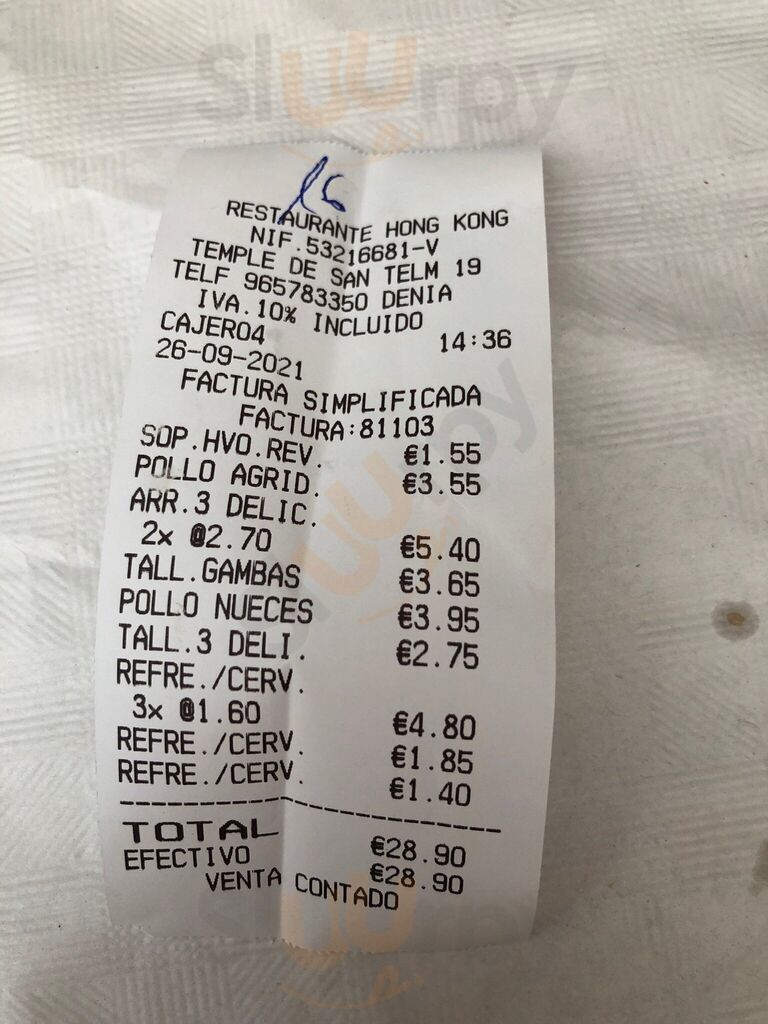 sluurpy
16
RESTAURANTE HONG KONG
NIF.53216681-V
TEMPLE DE SAN TELM 19
TELF 965783350 DENIA
IVA.10% INCLUIDO
CAJERO4 14:36
26-09-2021
FACTURA SIMPLIFICADA
FACTURA:81103
SOP.HVO.REV. €1.55
POLLO AGRID. €3.55
ARR.3 DELIC.
2x @2.70 €5.40
TALL.GAMBAS €3.65
POLLO NUECES €3.95
TALL.3 DELI. €2.75
REFRE./CERV.
3x @1.60 €4.80
REFRE./CERV. €1.85
REFRE./CERV. €1.40
TOTAL €28.90
EFECTIVO €28.90
VENTA CONTADO